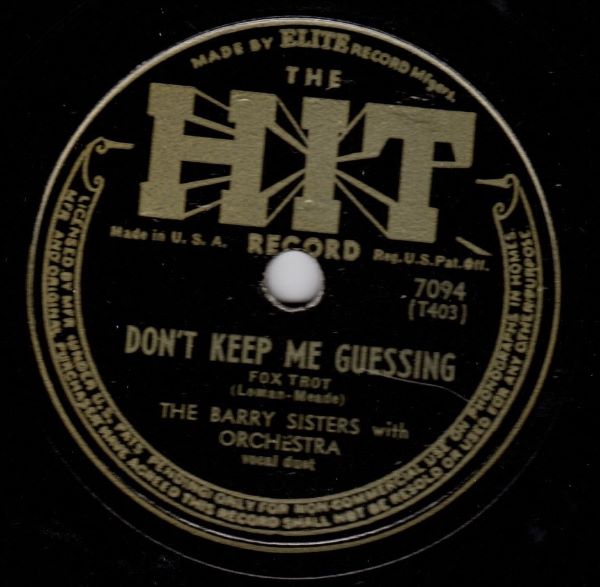 MADE BY ELITE RECORD Mfgers.
THE
HIT
RECORD
Made in U. S. A.
Reg. U.S. Pat. Off.
7094
(T403)
DON'T KEEP ME GUESSING
FOX TROT
(Loman-Meade)
THE BARRY SISTERS with
ORCHESTRA
vocal duet
LICENSED BY MFR. UNDER U.S. PATS. PENDING ONLY FOR NON-COMMERCIAL USE ON PHONOGRAPHS IN HOMES.
MFR. AND ORIGINAL PURCHASER HAVE AGREED THIS RECORD SHALL NOT BE RESOLD OR USED FOR ANY OTHER PURPOSE.